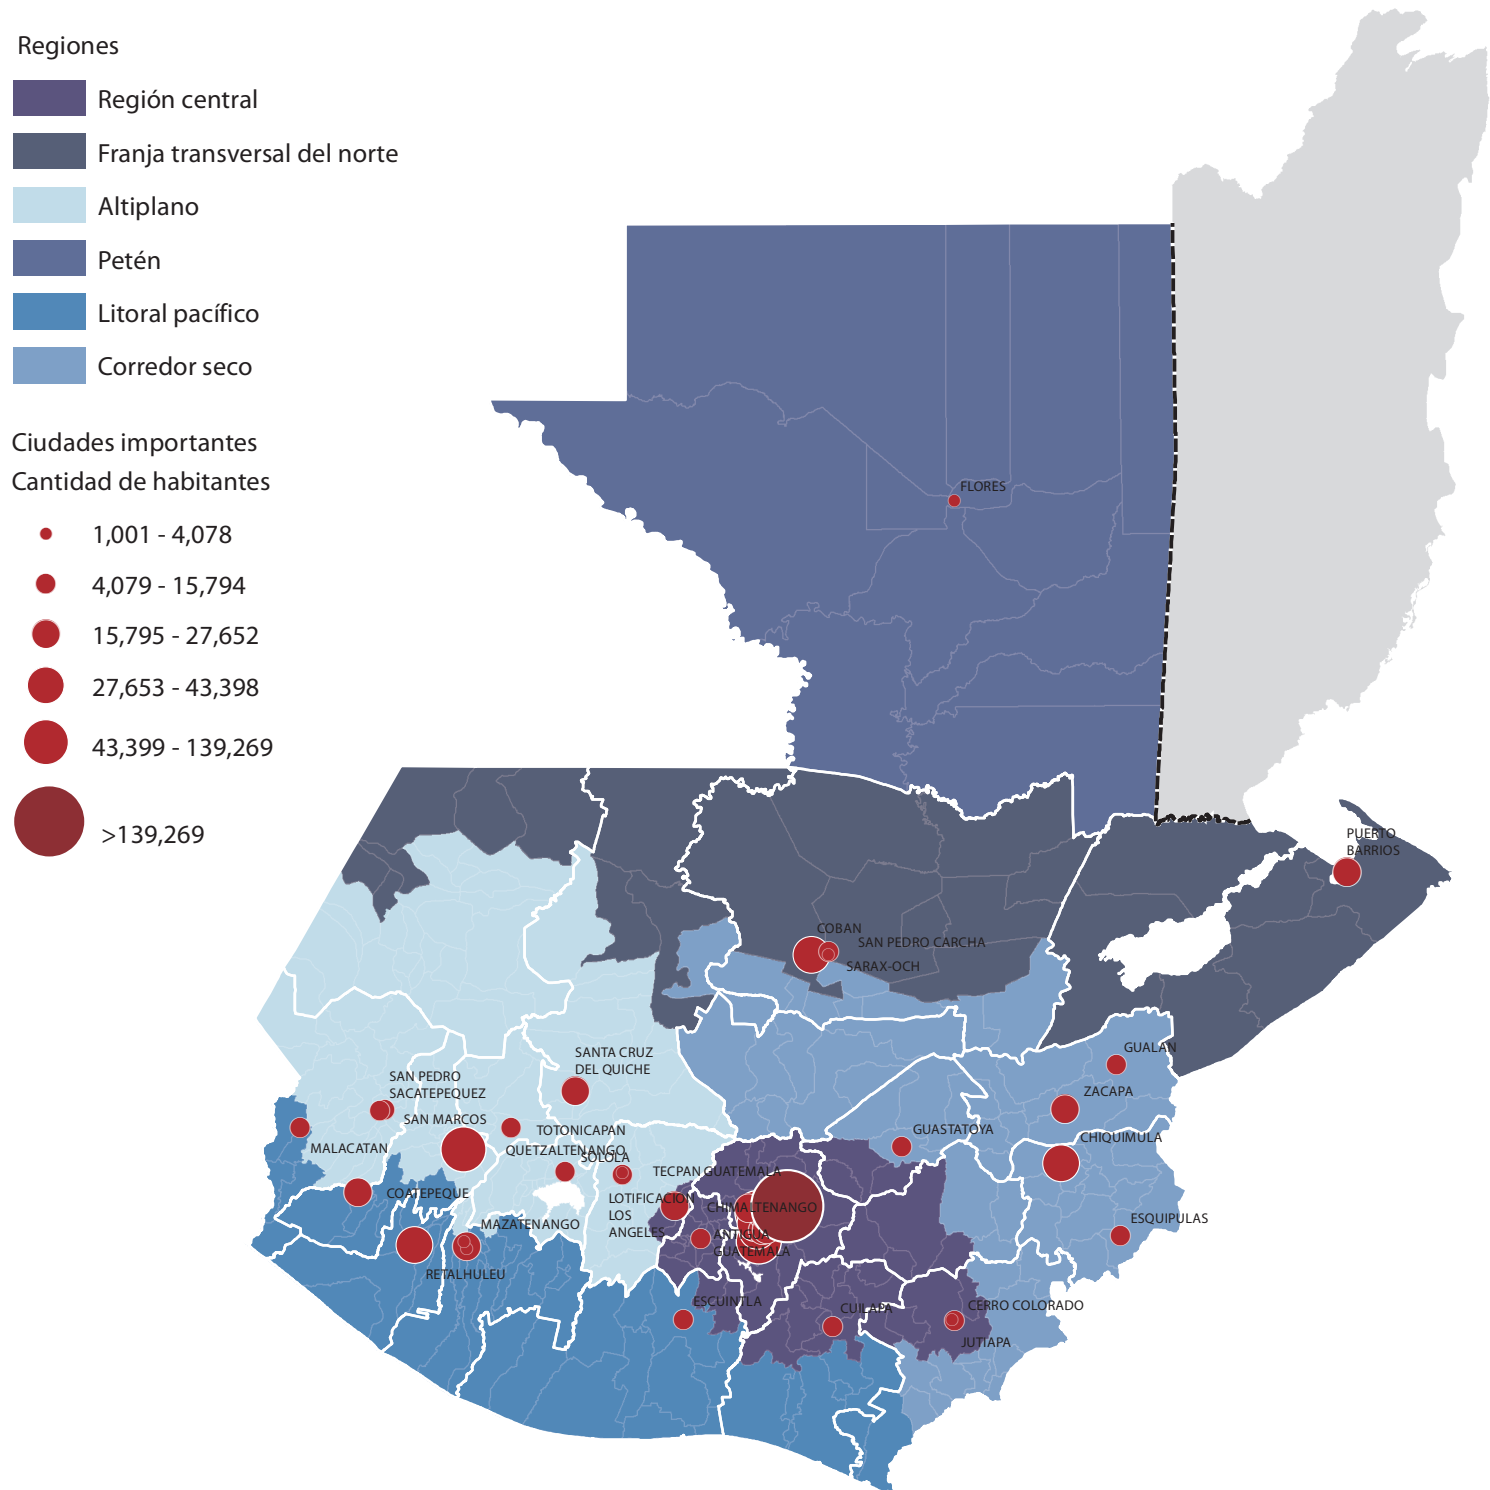 Regiones
Región central
Franja transversal del norte
Altiplano
Petén
Litoral pacífico
Corredor seco
Ciudades importantes
Cantidad de habitantes
1,001 - 4,078
4,079 - 15,794
15,795 - 27,652
27,653 - 43,398
43,399 - 139,269
>139,269
FLORES
PUERTO
BARRIOS
COBAN
SAN PEDRO CARCHA
SARAX-OCH
GUALAN
SANTA CRUZ
DEL QUICHE
SAN PEDRO
SACATEPEQUEZ
ZACAPA
SAN MARCOS
TOTONICAPAN
GUASTATOYA
CHIQUIMULA
MALACATAN
QUETZALTENANGO
SOLOLA
TECPAN GUATEMALA
COATEPEQUE
LOTIFICACION
LOS
ANGELES
CHIMALTENANGO
MAZATENANGO
ANTIGUA
GUATEMALA
ESQUIPULAS
RETALHULEU
ESCUINTLA
CUILAPA
CERRO COLORADO
JUTIAPA